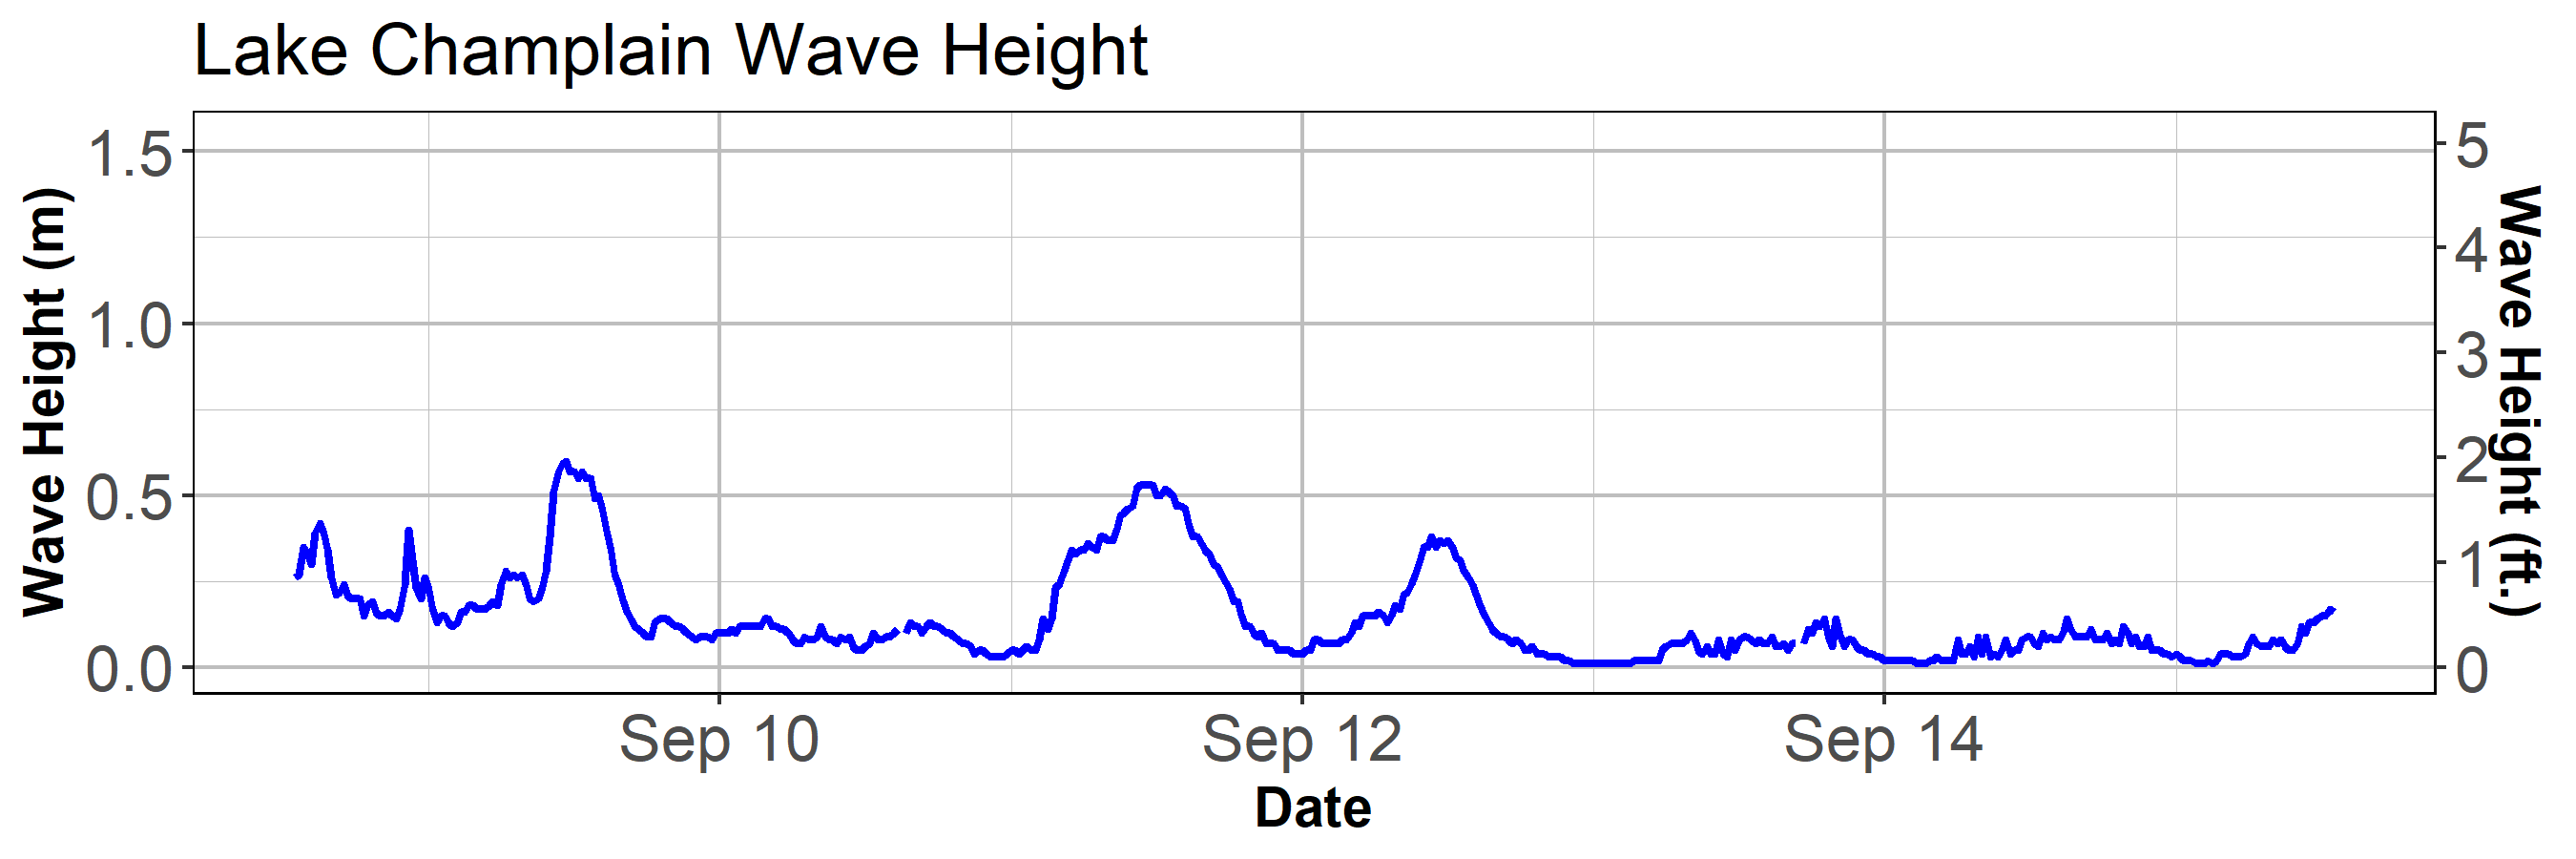 Lake Champlain Wave Height
Wave Height (m)
1.5
1.0
0.5
0.0
5
4
3
2
1
0
Wave Height (ft.)
Sep 10
Sep 12
Sep 14
Date